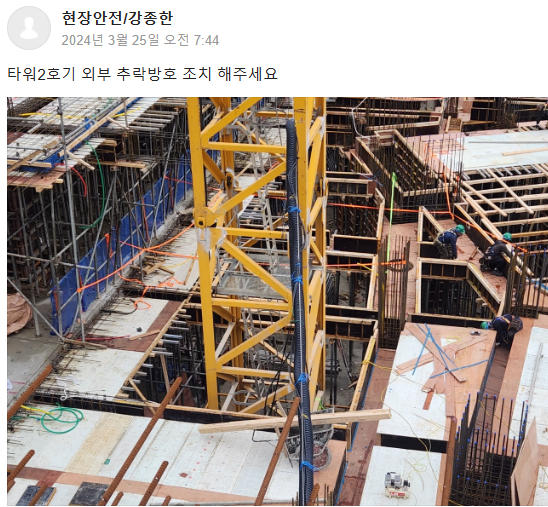 현장안전/강종한
2024년 3월 25일 오전 7:44
타워2호기 외부 추락방호 조치 해주세요